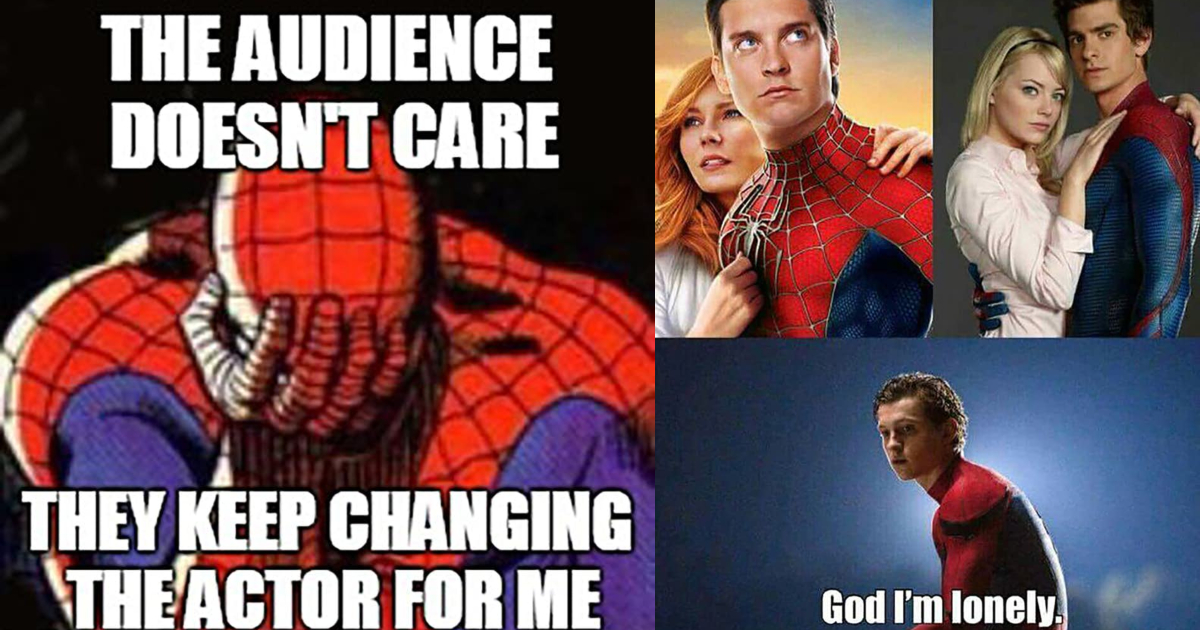 THE AUDIENCE
DOESN'T CARE
THEY KEEP CHANGING
THE ACTOR FOR ME
God I'm lonely.